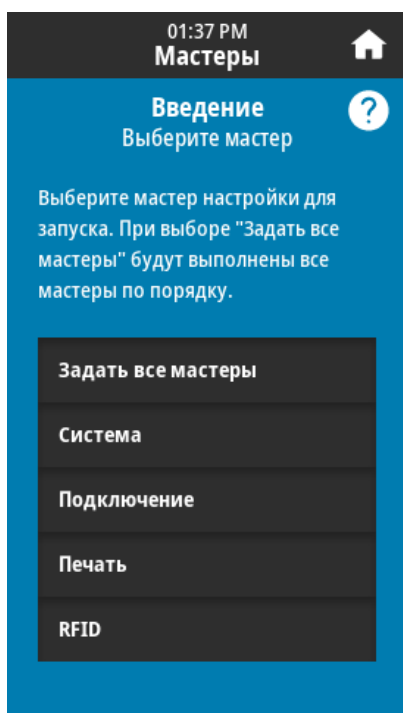 01:37 PM
Мастеры
Введение
Выберите мастер
?
Выберите мастер настройки для
запуска. При выборе "Задать все
мастеры" будут выполнены все
мастеры по порядку.
Задать все мастеры
Система
Подключение
Печать
RFID